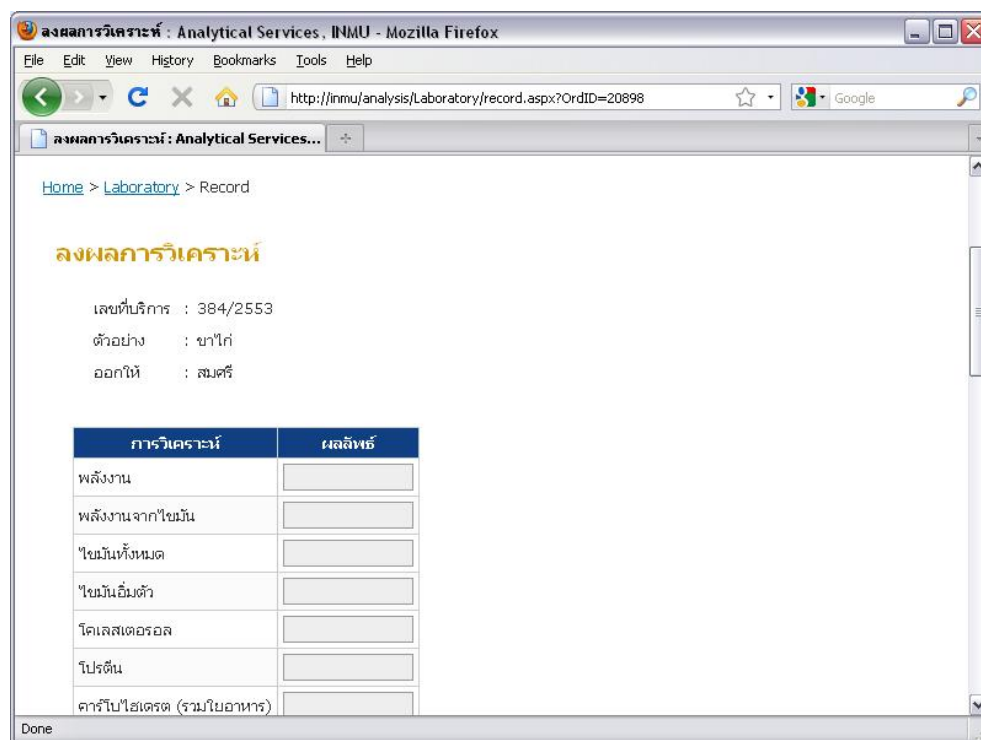 ลงผลการวิเคราะห์ : Analytical Services, INMU - Mozilla Firefox
File Edit View History Bookmarks Tools Help
http://inmu/analysis/Laboratory/record.aspx?OrdID=20898 Google
ลงผลการวิเคราะห์ : Analytical Services...
Home > Laboratory > Record
ลงผลการวิเคราะห์
เลขที่บริการ : 384/2553
ตัวอย่าง : ขาไก่
ออกให้ : สมศรี
การวิเคราะห์ ผลลัพธ์
พลังงาน
พลังงานจากไขมัน
ไขมันทั้งหมด
ไขมันอิ่มตัว
โคเลสเตอรอล
โปรตีน
คาร์โบไฮเดรต (รวมใยอาหาร)
Done